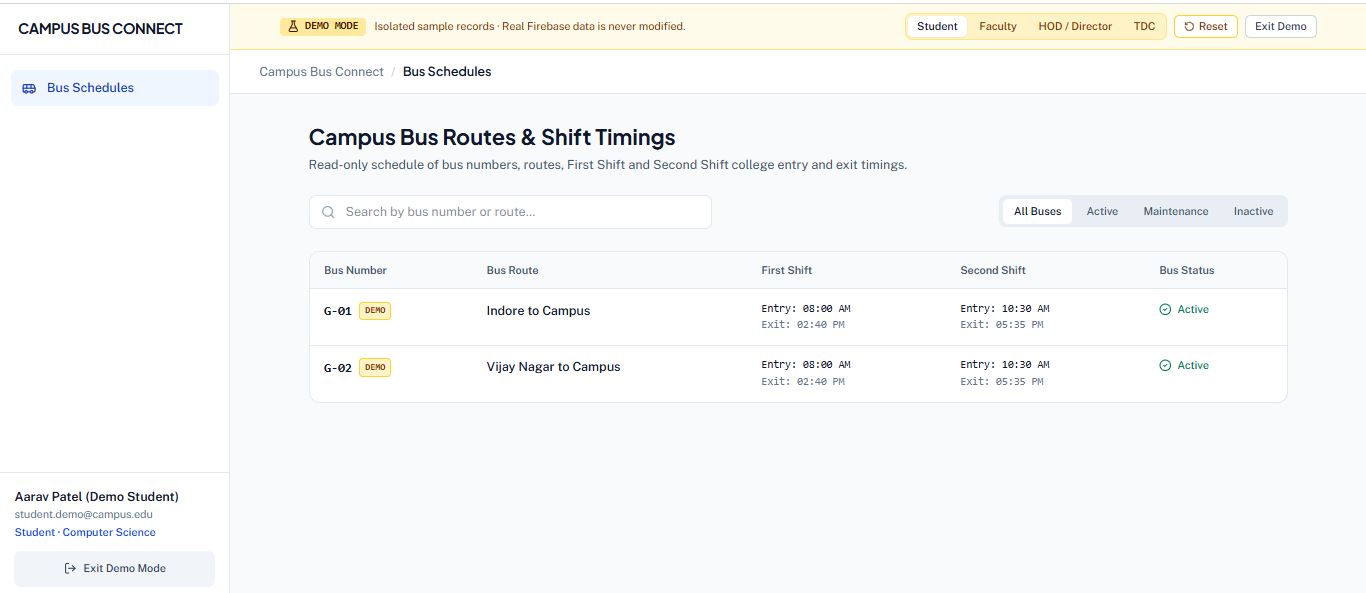 CAMPUS BUS CONNECT
DEMO MODE Isolated sample records · Real Firebase data is never modified. Student Faculty HOD / Director TDC Reset Exit Demo
Campus Bus Connect / Bus Schedules
Bus Schedules
Campus Bus Routes & Shift Timings
Read-only schedule of bus numbers, routes, First Shift and Second Shift college entry and exit timings.
Search by bus number or route... All Buses Active Maintenance Inactive
Bus Number Bus Route First Shift Second Shift Bus Status
G-01 DEMO Indore to Campus Entry: 08:00 AM Entry: 10:30 AM Active
Exit: 02:40 PM Exit: 05:35 PM
G-02 DEMO Vijay Nagar to Campus Entry: 08:00 AM Entry: 10:30 AM Active
Exit: 02:40 PM Exit: 05:35 PM
Aarav Patel (Demo Student)
student.demo@campus.edu
Student · Computer Science
Exit Demo Mode